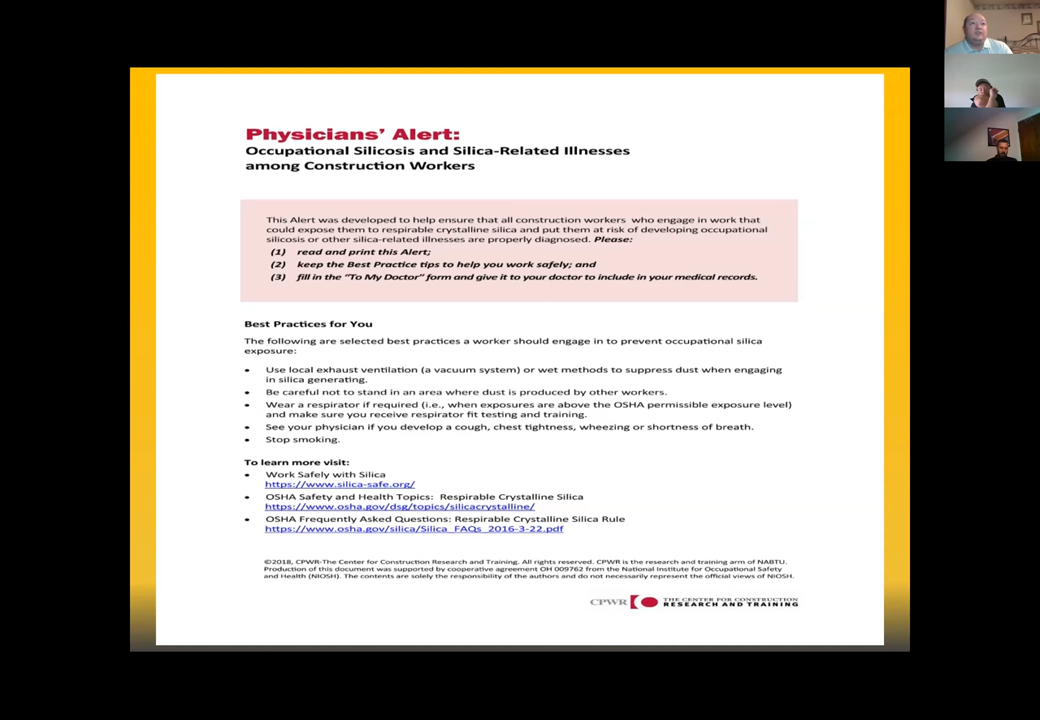 Physicians' Alert:
Occupational Silicosis and Silica-Related Illnesses
among Construction Workers
This Alert was developed to help ensure that all construction workers who engage in work that
could expose them to respirable crystalline silica and put them at risk of developing occupational
silicosis or other silica-related illnesses are properly diagnosed. Please:
(1) read and print this Alert;
(2) keep the Best Practice tips to help you work safely; and
(3) fill in the "To My Doctor" form and give it to your doctor to include in your medical records.
Best Practices for You
The following are selected best practices a worker should engage in to prevent occupational silica
exposure:
• Use local exhaust ventilation (a vacuum system) or wet methods to suppress dust when engaging
in silica generating.
• Be careful not to stand in an area where dust is produced by other workers.
• Wear a respirator if required (i.e., when exposures are above the OSHA permissible exposure level)
and make sure you receive respirator fit testing and training.
• See your physician if you develop a cough, chest tightness, wheezing or shortness of breath.
• Stop smoking.
To learn more visit:
• Work Safely with Silica
https://www.silica-safe.org/
• OSHA Safety and Health Topics: Respirable Crystalline Silica
https://www.osha.gov/dsg/topics/silicacrystalline/
• OSHA Frequently Asked Questions: Respirable Crystalline Silica Rule
https://www.osha.gov/silica/Silica_FAQs_2016-3-22.pdf
©2018, CPWR-The Center for Construction Research and Training. All rights reserved. CPWR is the research and training arm of NABTU.
Production of this document was supported by cooperative agreement OH 009762 from the National Institute for Occupational Safety
and Health (NIOSH). The contents are solely the responsibility of the authors and do not necessarily represent the official views of NIOSH.
CPWR THE CENTER FOR CONSTRUCTION
RESEARCH AND TRAINING